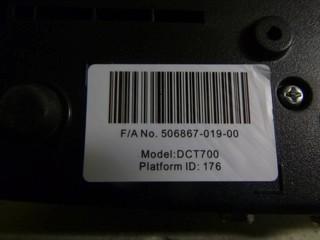 F/A No. 506867-019-00
Model:DCT700
Platform ID: 176